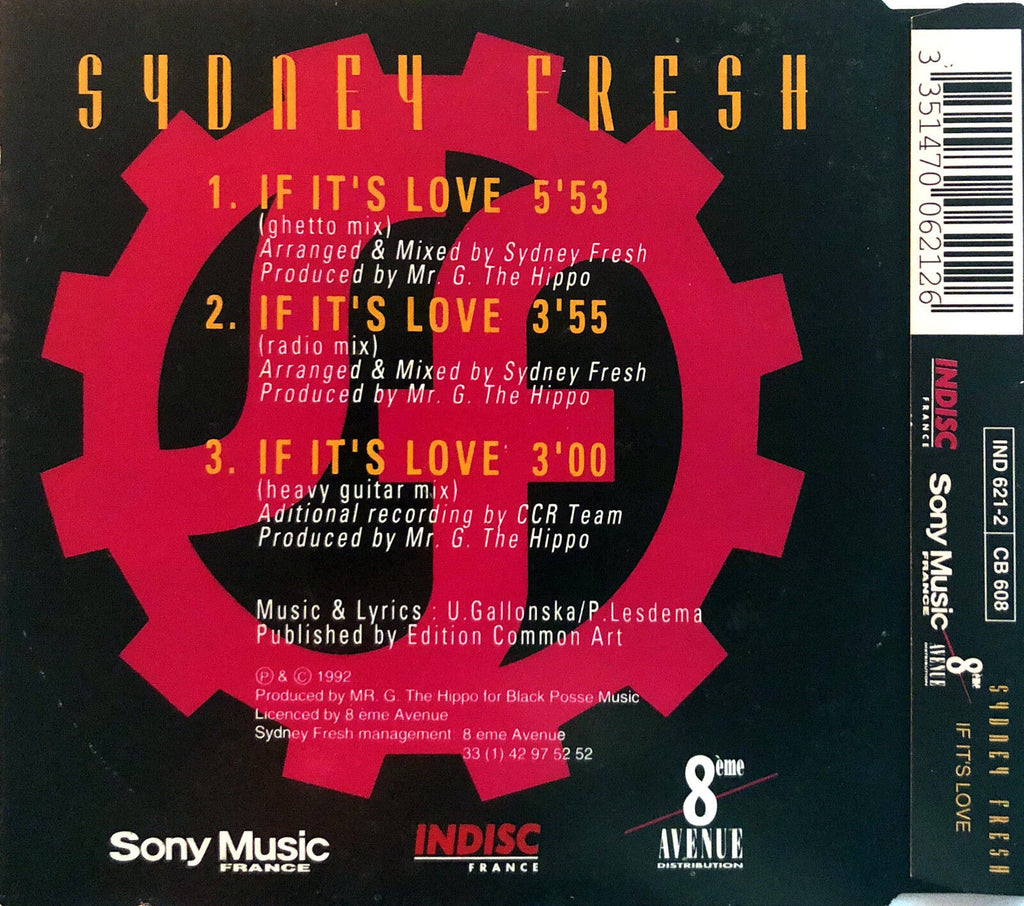 SYDNEY FRESH
1. IF IT'S LOVE 5'53
(ghetto mix)
Arranged & Mixed by Sydney Fresh
Produced by Mr. G. The Hippo
2. IF IT'S LOVE 3'55
(radio mix)
Arranged & Mixed by Sydney Fresh
Produced by Mr. G. The Hippo
3. IF IT'S LOVE 3'00
(heavy guitar mix)
Aditional recording by CCR Team
Produced by Mr. G. The Hippo
Music & Lyrics : U.Gallonska/P.Lesdema
Published by Edition Common Art
Ⓟ & © 1992
Produced by MR. G. The Hippo for Black Posse Music
Licenced by 8 eme Avenue
Sydney Fresh management 8 eme Avenue
33 (1) 42 97 52 52
Sony Music
FRANCE
INDISC
FRANCE
8ème
AVENUE
DISTRIBUTION
3 351470 062126
INDISC
FRANCE
IND 621-2 CB 608
Sony Music
FRANCE
8ème
AVENUE
DISTRIBUTION
SYDNEY FRESH
IF IT'S LOVE